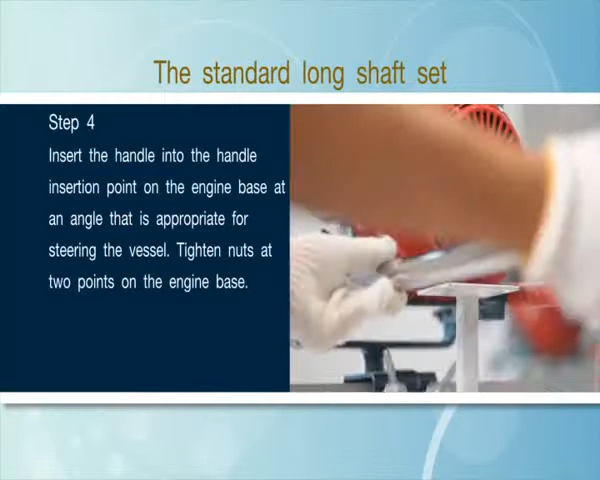 The standard long shaft set
Step 4
Insert the handle into the handle
insertion point on the engine base at
an angle that is appropriate for
steering the vessel. Tighten nuts at
two points on the engine base.